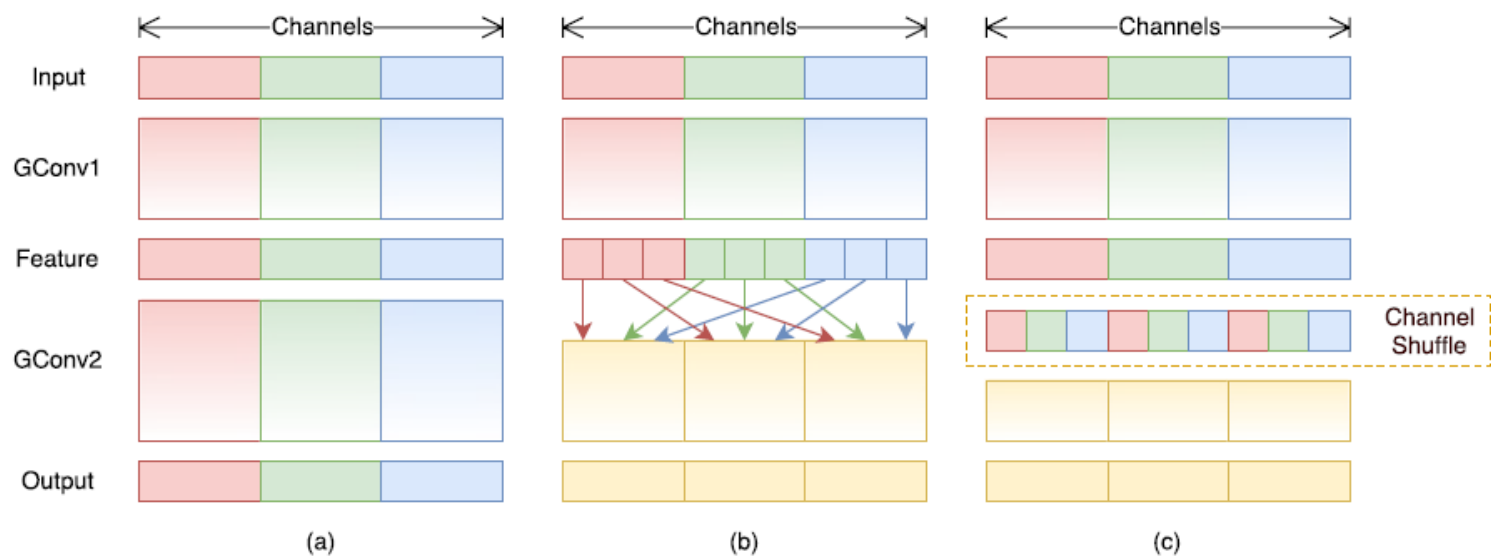 Channels
Channels
Channels
Input
GConv1
Feature
GConv2
Channel
Shuffle
Output
(a)
(b)
(c)